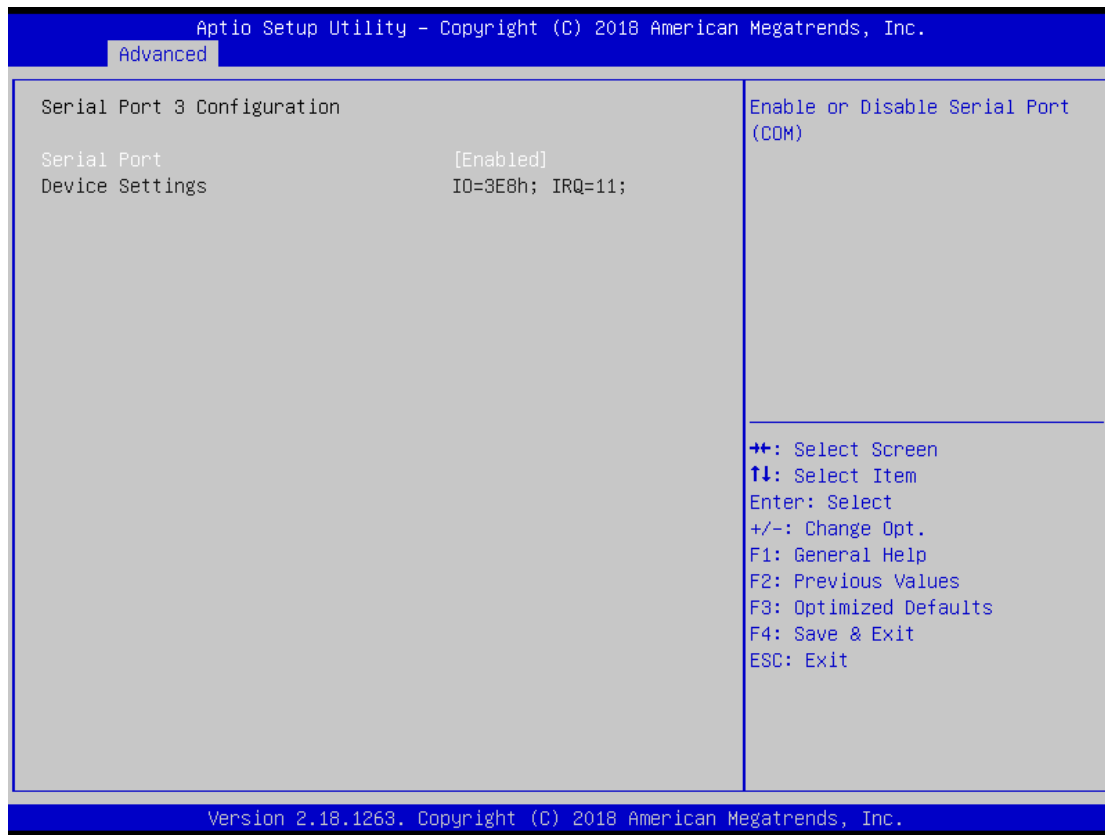 Aptio Setup Utility – Copyright (C) 2018 American Megatrends, Inc.
Advanced
Serial Port 3 Configuration
Serial Port [Enabled]
Device Settings IO=3E8h; IRQ=11;
Enable or Disable Serial Port
(COM)
→←: Select Screen
↑↓: Select Item
Enter: Select
+/-: Change Opt.
F1: General Help
F2: Previous Values
F3: Optimized Defaults
F4: Save & Exit
ESC: Exit
Version 2.18.1263. Copyright (C) 2018 American Megatrends, Inc.